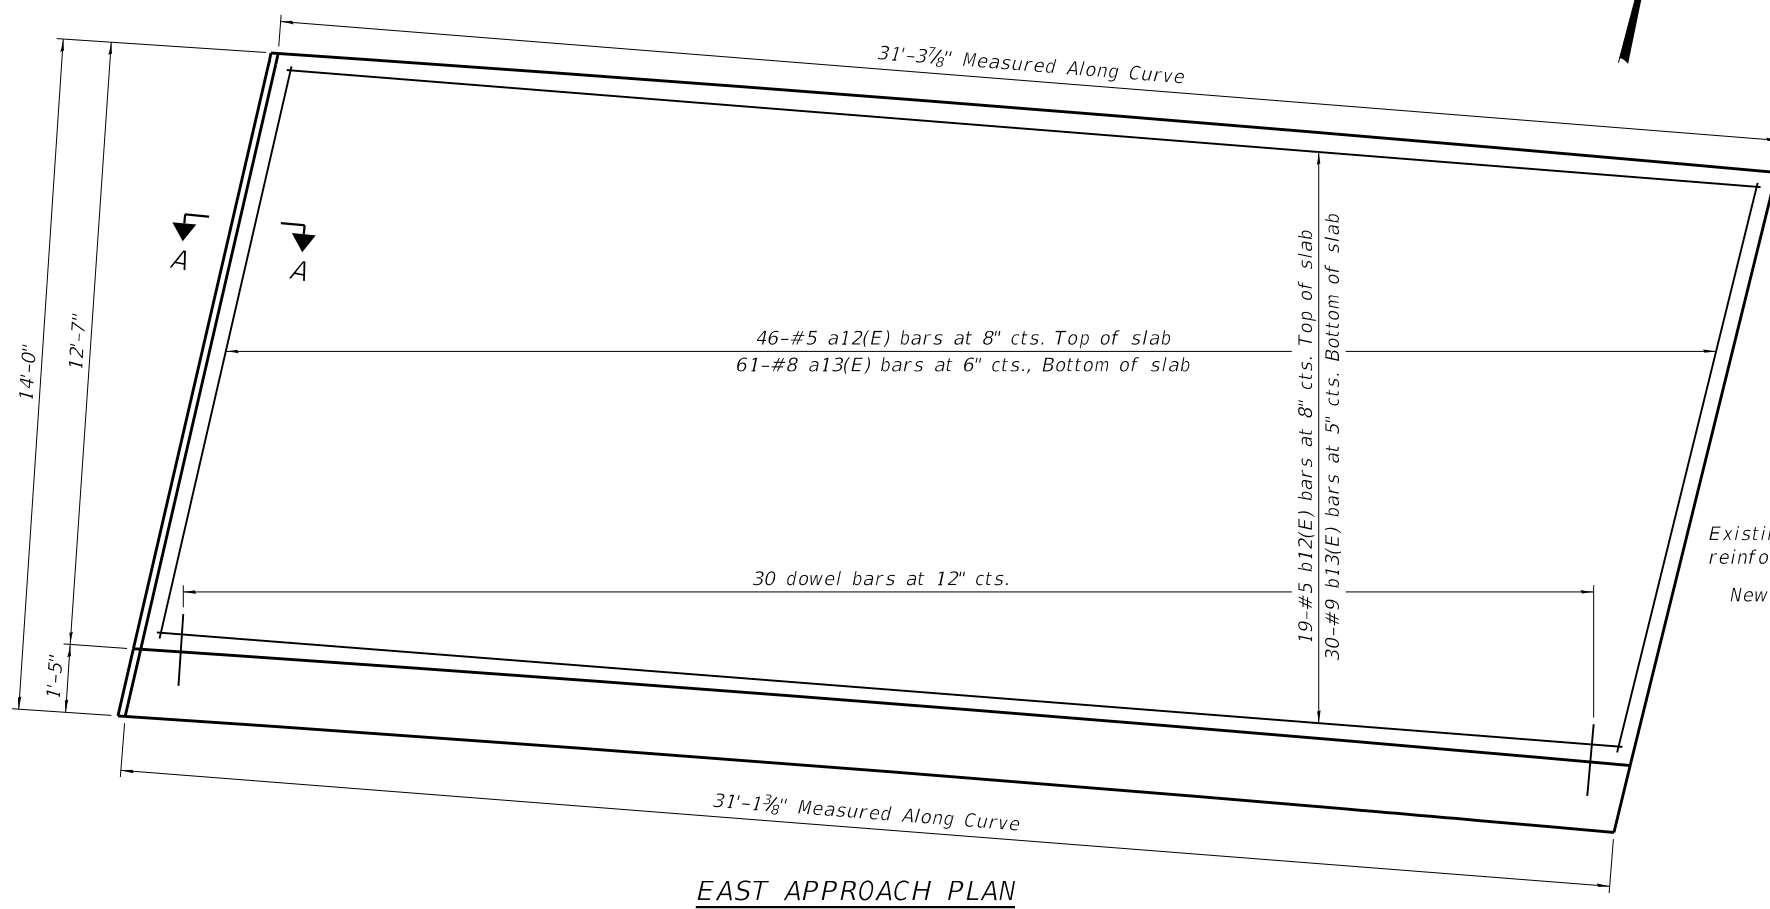 31'-3⅞" Measured Along Curve
14'-0"
12'-7"
1'-5"
A
A
46-#5 a12(E) bars at 8" cts. Top of slab
61-#8 a13(E) bars at 6" cts., Bottom of slab
19-#5 b12(E) bars at 8" cts. Top of slab
30-#9 b13(E) bars at 5" cts. Bottom of slab
30 dowel bars at 12" cts.
New
31'-1⅜" Measured Along Curve
EAST APPROACH PLAN